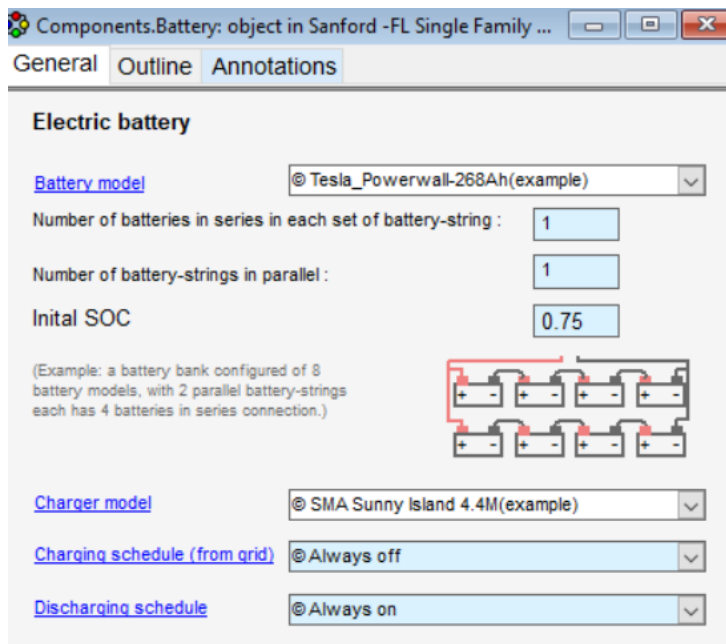 Components.Battery: object in Sanford -FL Single Family ...
General Outline Annotations
Electric battery
Battery model © Tesla_Powerwall-268Ah(example)
Number of batteries in series in each set of battery-string : 1
Number of battery-strings in parallel : 1
Inital SOC 0.75
(Example: a battery bank configured of 8
battery models, with 2 parallel battery-strings
each has 4 batteries in series connection.)
+ - + - + - + -
+ - + - + - + -
Charger model © SMA Sunny Island 4.4M(example)
Charging schedule (from grid) © Always off
Discharging schedule © Always on